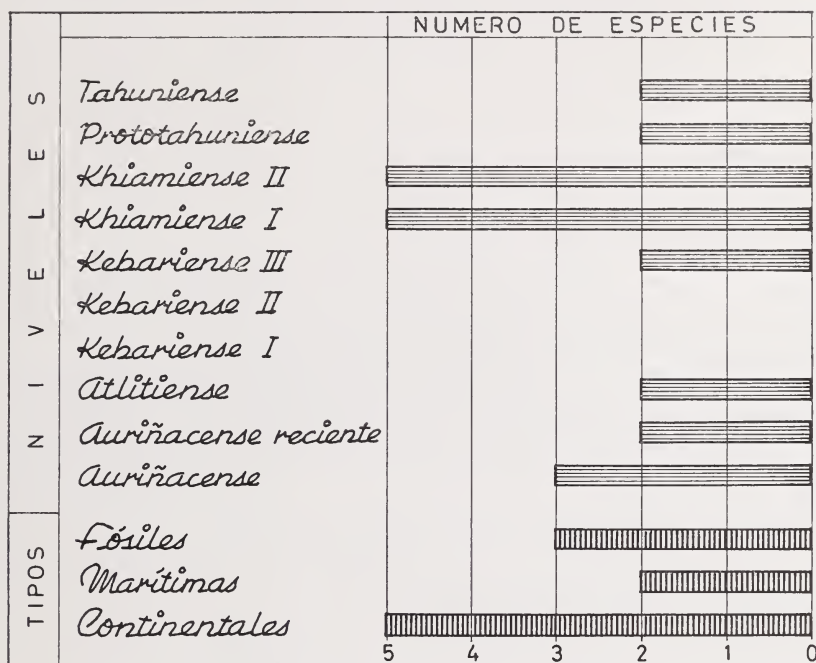 NUMERO DE ESPECIES
NIVELES
Tahuniense
Prototahuniense
Khiamiense II
Khiamiense I
Kebariense III
Kebariense II
Kebariense I
Atlitiense
Auriñacense reciente
Auriñacense
TIPOS
Fósiles
Marítimas
Continentales
5 4 3 2 1 0